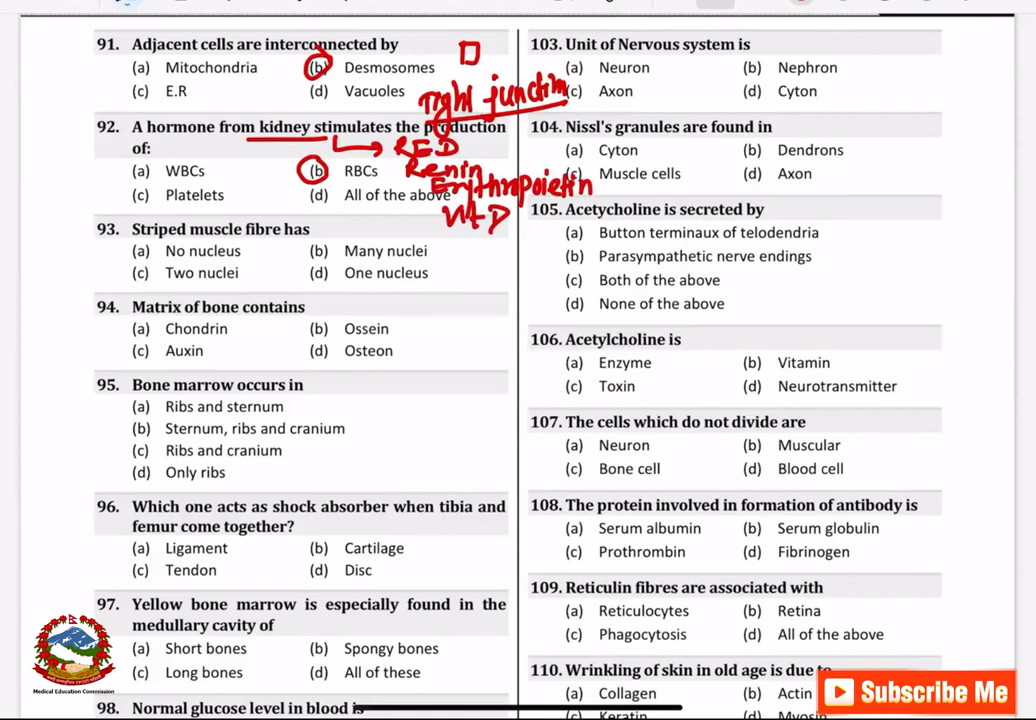 91. Adjacent cells are interconnected by
(a) Mitochondria (b) Desmosomes
(c) E.R (d) Vacuoles
Tight junction
92. A hormone from kidney stimulates the production
of:
RED
(a) WBCs (b) RBCs
Renin
Erithropoietin
(c) Platelets (d) All of the above
Vit D
93. Striped muscle fibre has
(a) No nucleus (b) Many nuclei
(c) Two nuclei (d) One nucleus
94. Matrix of bone contains
(a) Chondrin (b) Ossein
(c) Auxin (d) Osteon
95. Bone marrow occurs in
(a) Ribs and sternum
(b) Sternum, ribs and cranium
(c) Ribs and cranium
(d) Only ribs
96. Which one acts as shock absorber when tibia and
femur come together?
(a) Ligament (b) Cartilage
(c) Tendon (d) Disc
97. Yellow bone marrow is especially found in the
medullary cavity of
(a) Short bones (b) Spongy bones
(c) Long bones (d) All of these
98. Normal glucose level in blood is
103. Unit of Nervous system is
(a) Neuron (b) Nephron
(c) Axon (d) Cyton
104. Nissl's granules are found in
(a) Cyton (b) Dendrons
(c) Muscle cells (d) Axon
105. Acetycholine is secreted by
(a) Button terminaux of telodendria
(b) Parasympathetic nerve endings
(c) Both of the above
(d) None of the above
106. Acetylcholine is
(a) Enzyme (b) Vitamin
(c) Toxin (d) Neurotransmitter
107. The cells which do not divide are
(a) Neuron (b) Muscular
(c) Bone cell (d) Blood cell
108. The protein involved in formation of antibody is
(a) Serum albumin (b) Serum globulin
(c) Prothrombin (d) Fibrinogen
109. Reticulin fibres are associated with
(a) Reticulocytes (b) Retina
(c) Phagocytosis (d) All of the above
110. Wrinkling of skin in old age is due to
(a) Collagen (b) Actin
(c) Keratin (d) Myosin
Medical Education Commission
Subscribe Me